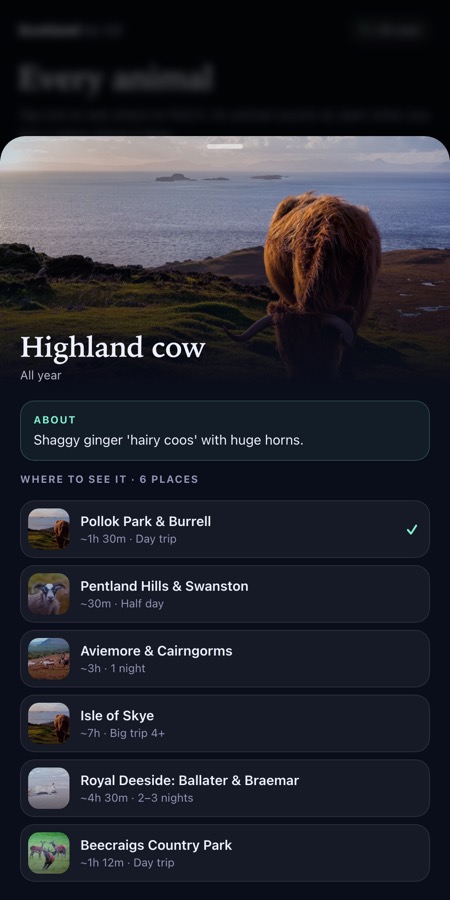 Every animal
Highland cow
All year
ABOUT
Shaggy ginger 'hairy coos' with huge horns.
WHERE TO SEE IT · 6 PLACES
Pollok Park & Burrell
~1h 30m · Day trip
Pentland Hills & Swanston
~30m · Half day
Aviemore & Cairngorms
~3h · 1 night
Isle of Skye
~7h · Big trip 4+
Royal Deeside: Ballater & Braemar
~4h 30m · 2–3 nights
Beecraigs Country Park
~1h 12m · Day trip